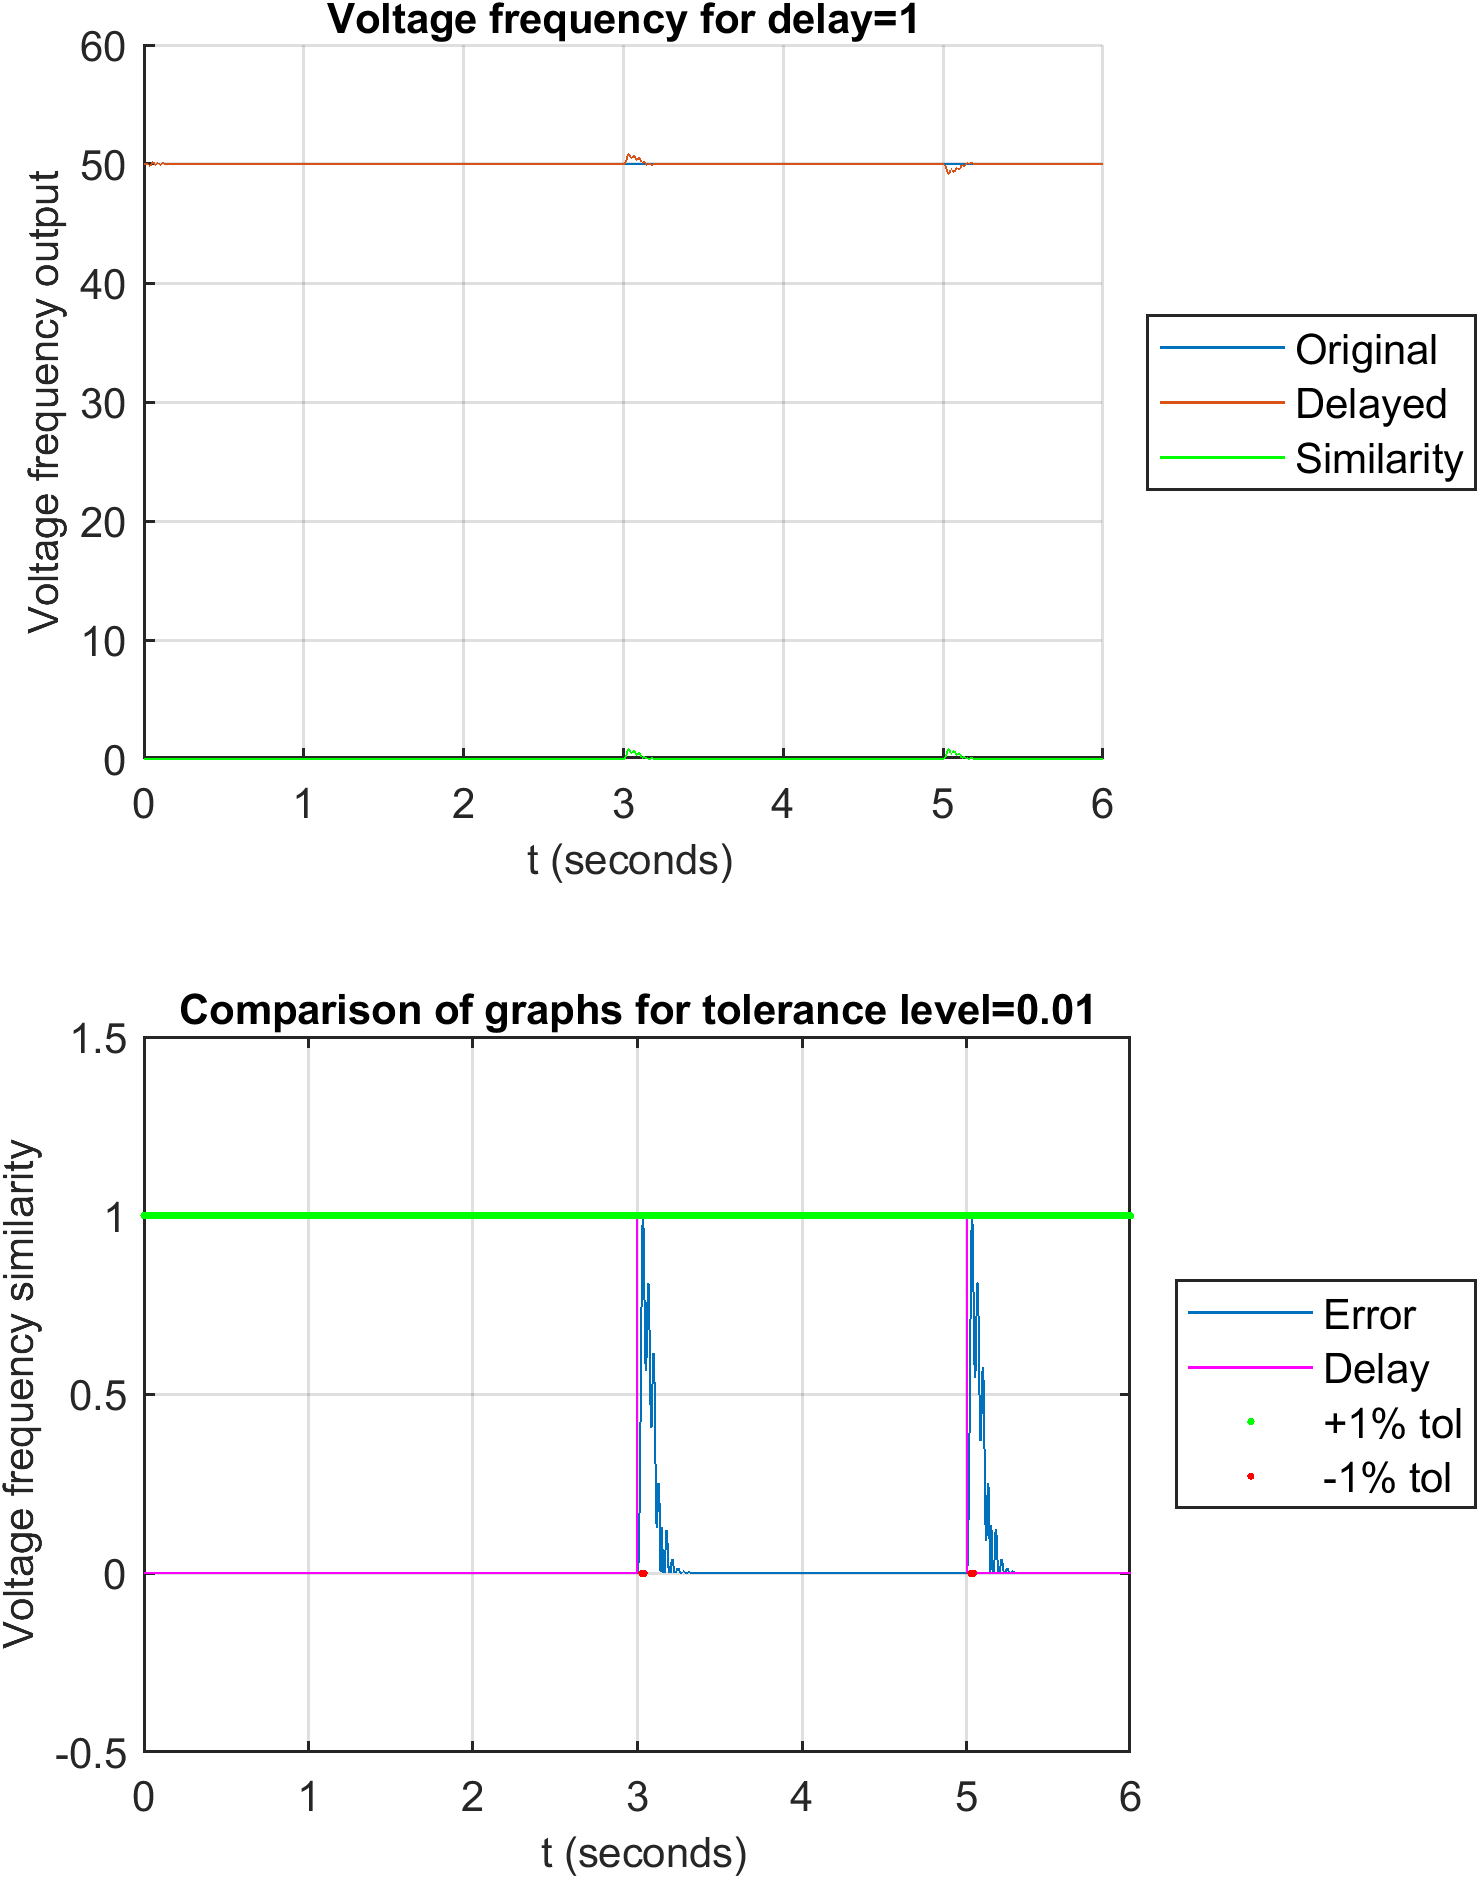 Voltage frequency for delay=1
60
50
40
30
20
10
0
Voltage frequency output
0 1 2 3 4 5 6
t (seconds)
Original
Delayed
Similarity
Comparison of graphs for tolerance level=0.01
1.5
1
0.5
0
-0.5
Voltage frequency similarity
0 1 2 3 4 5 6
t (seconds)
Error
Delay
+1% tol
-1% tol